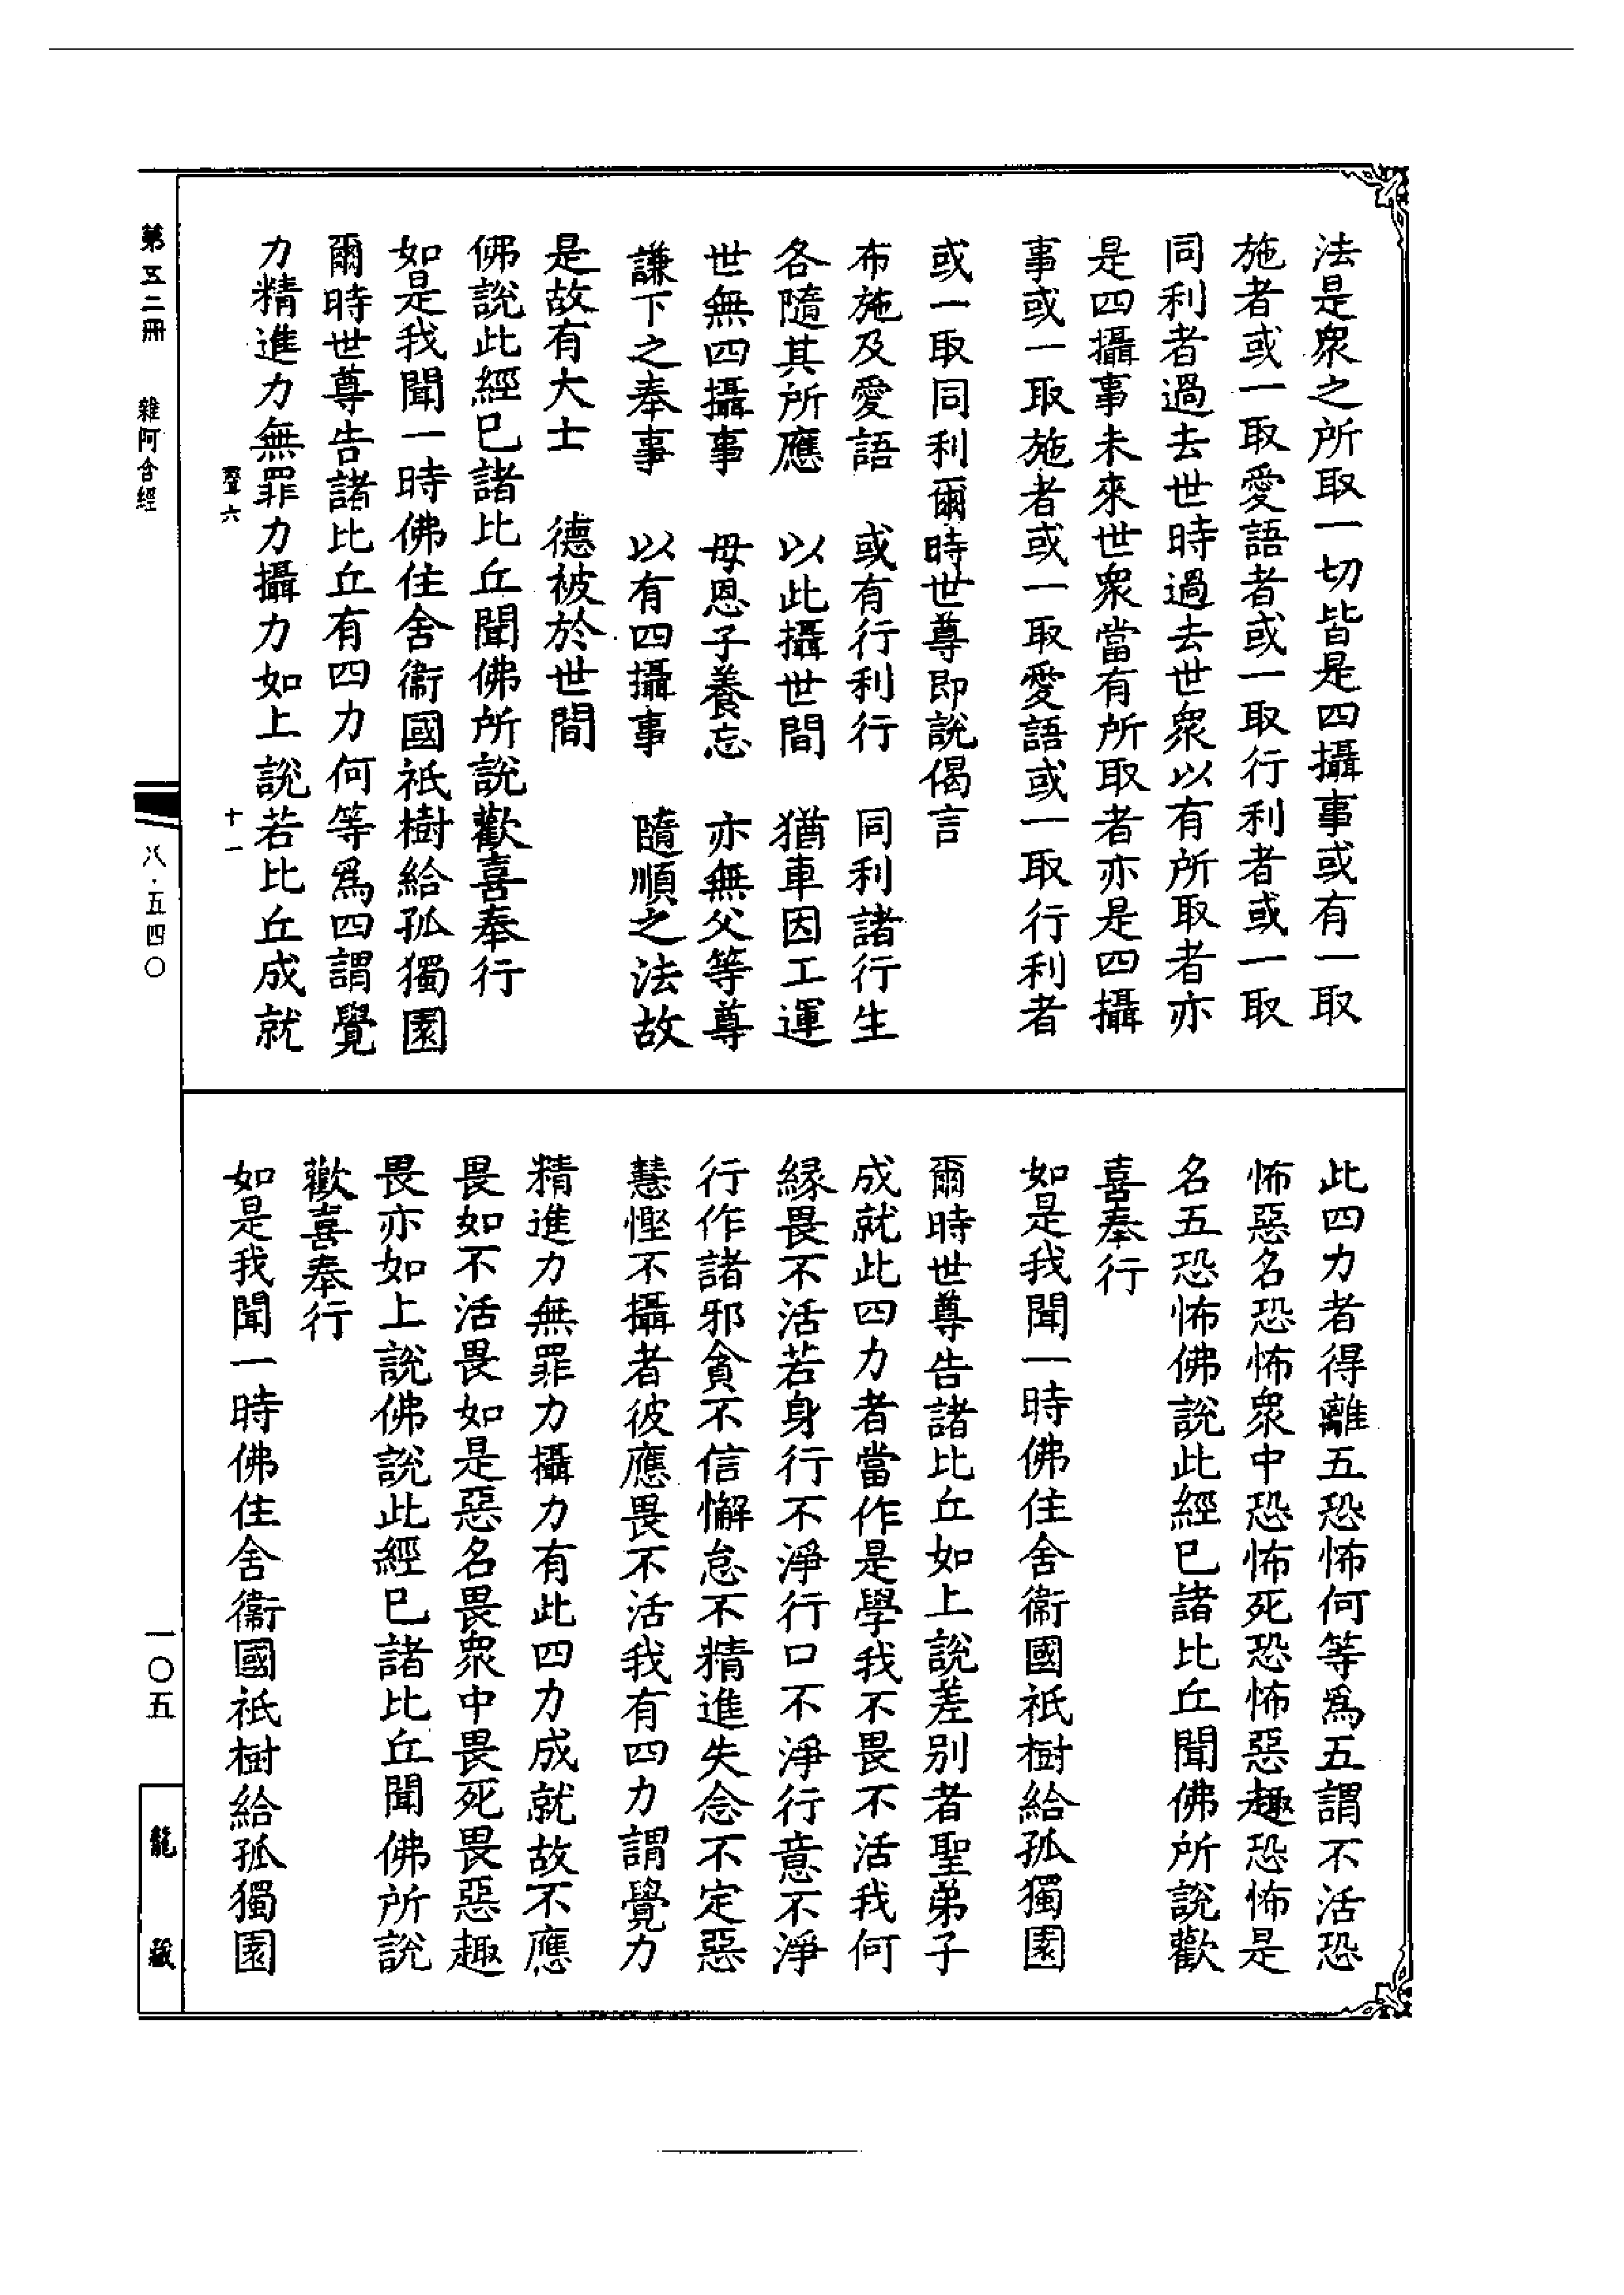 法是衆之所取一切皆是四攝事或有一取
施者或一取愛語者或一取行利者或一取
同利者過去世時過去世衆以有所取者亦
是四攝事未來世衆當有所取者亦是四攝
事或一取施者或一取愛語或一取行利者
或一取同利爾時世尊即說偈言
布施及愛語　或有行利行　同利諸行生
各隨其所應　以此攝世間　猶車因工運
世無四攝事　母恩子養忘　亦無父等尊
謙下之奉事　以有四攝事　隨順之法故
是故有大士　德被於世間
佛說此經已諸比丘聞佛所說歡喜奉行
如是我聞一時佛住舍衞國祇樹給孤獨園
爾時世尊告諸比丘有四力何等爲四謂覺
力精進力無罪力攝力如上說若比丘成就
此四力者得離五恐怖何等爲五謂不活恐
怖惡名恐怖衆中恐怖死恐怖惡趣恐怖是
名五恐怖佛說此經已諸比丘聞佛所說歡
喜奉行
如是我聞一時佛住舍衞國祇樹給孤獨園
爾時世尊告諸比丘如上說差別者聖弟子
成就此四力者當作是學我不畏不活我何
緣畏不活若身行不淨行口不淨行意不淨
行作諸邪貪不信懈怠不精進失念不定惡
慧慳不攝者彼應畏不活我有四力謂覺力
精進力無罪力攝力有此四力成就故不應
畏如不活畏如是惡名畏衆中畏死畏惡趣
畏亦如上說佛說此經已諸比丘聞佛所說
歡喜奉行
如是我聞一時佛住舍衞國祇樹給孤獨園
聲六　十一
第五二冊　雜阿含經　八·五四〇　一〇五　龍藏